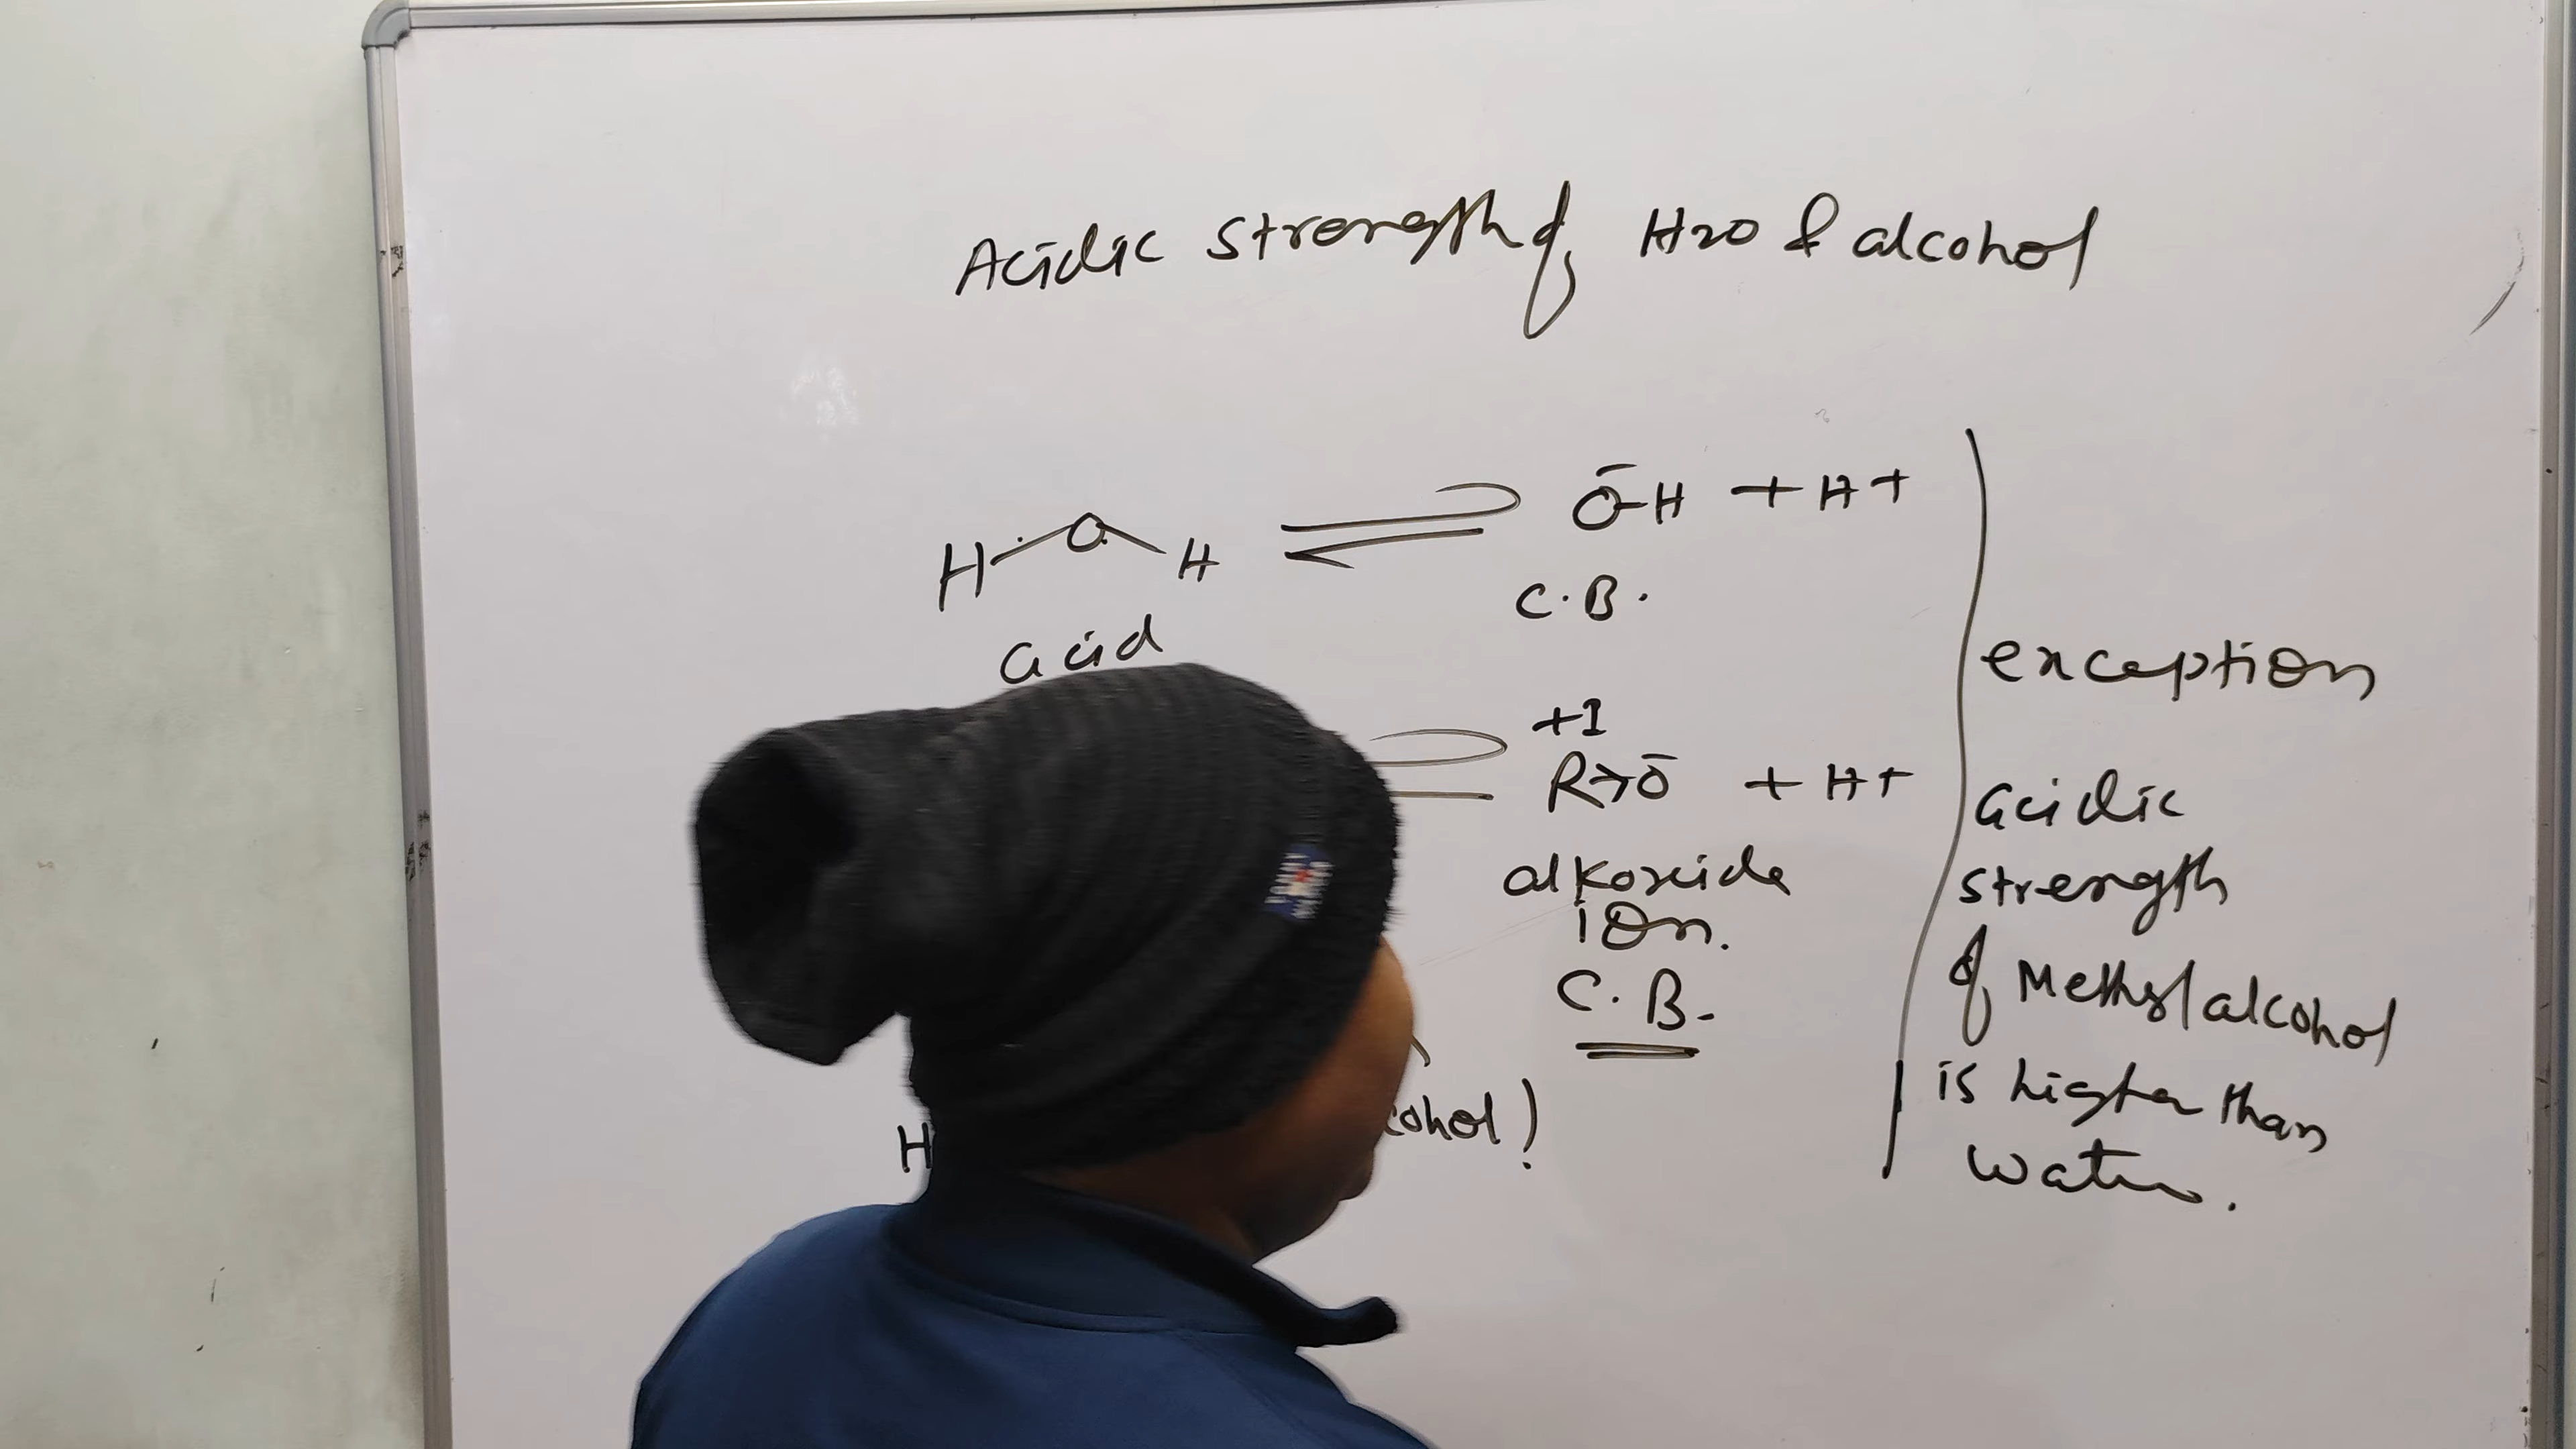 Acidic strength of H2O & alcohol
H O H ⇌ ŌH + H+
acid C.B.
+I
R→Ō + H+
alkoxide
ion.
C.B.
H cohol)
exception
acidic
strength
of Methyl alcohol
is higher than
water.